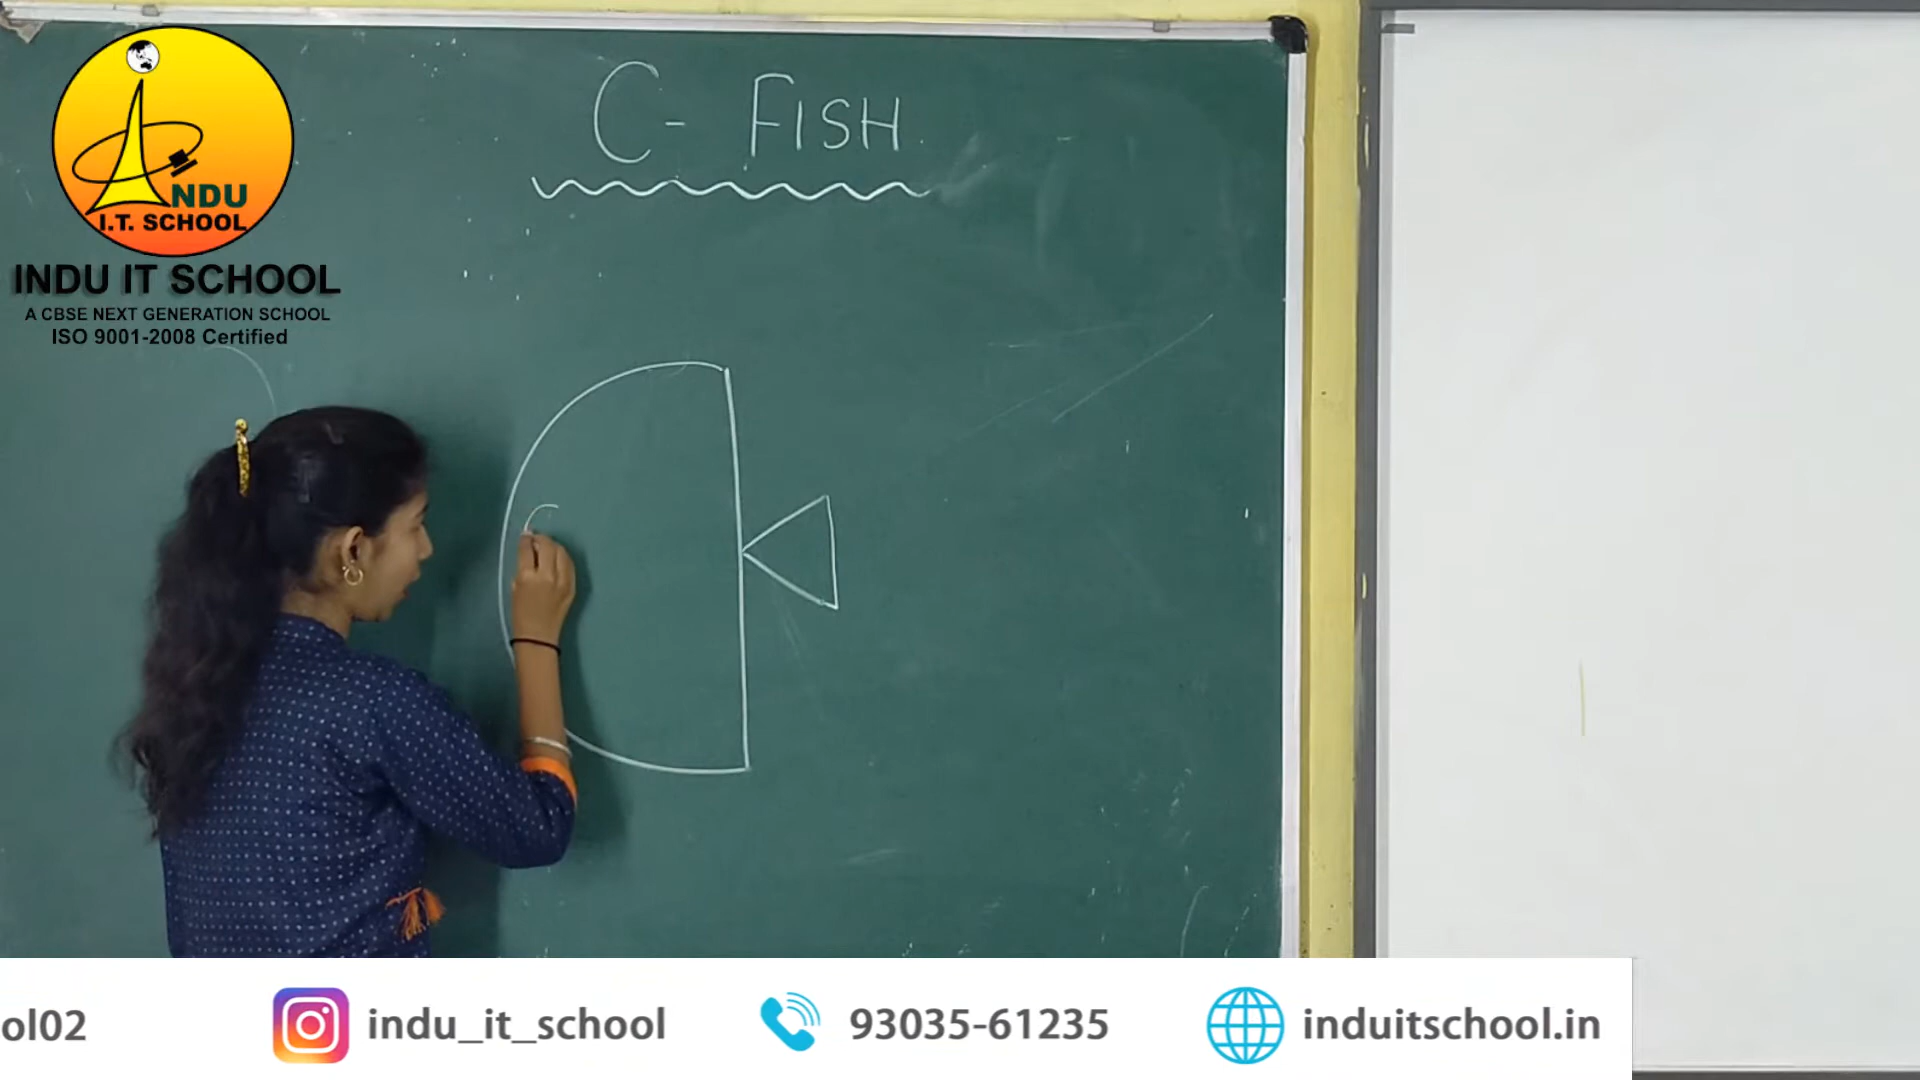 C - FISH
NDU
I.T. SCHOOL
INDU IT SCHOOL
A CBSE NEXT GENERATION SCHOOL
ISO 9001-2008 Certified
ol02
indu_it_school
93035-61235
induitschool.in